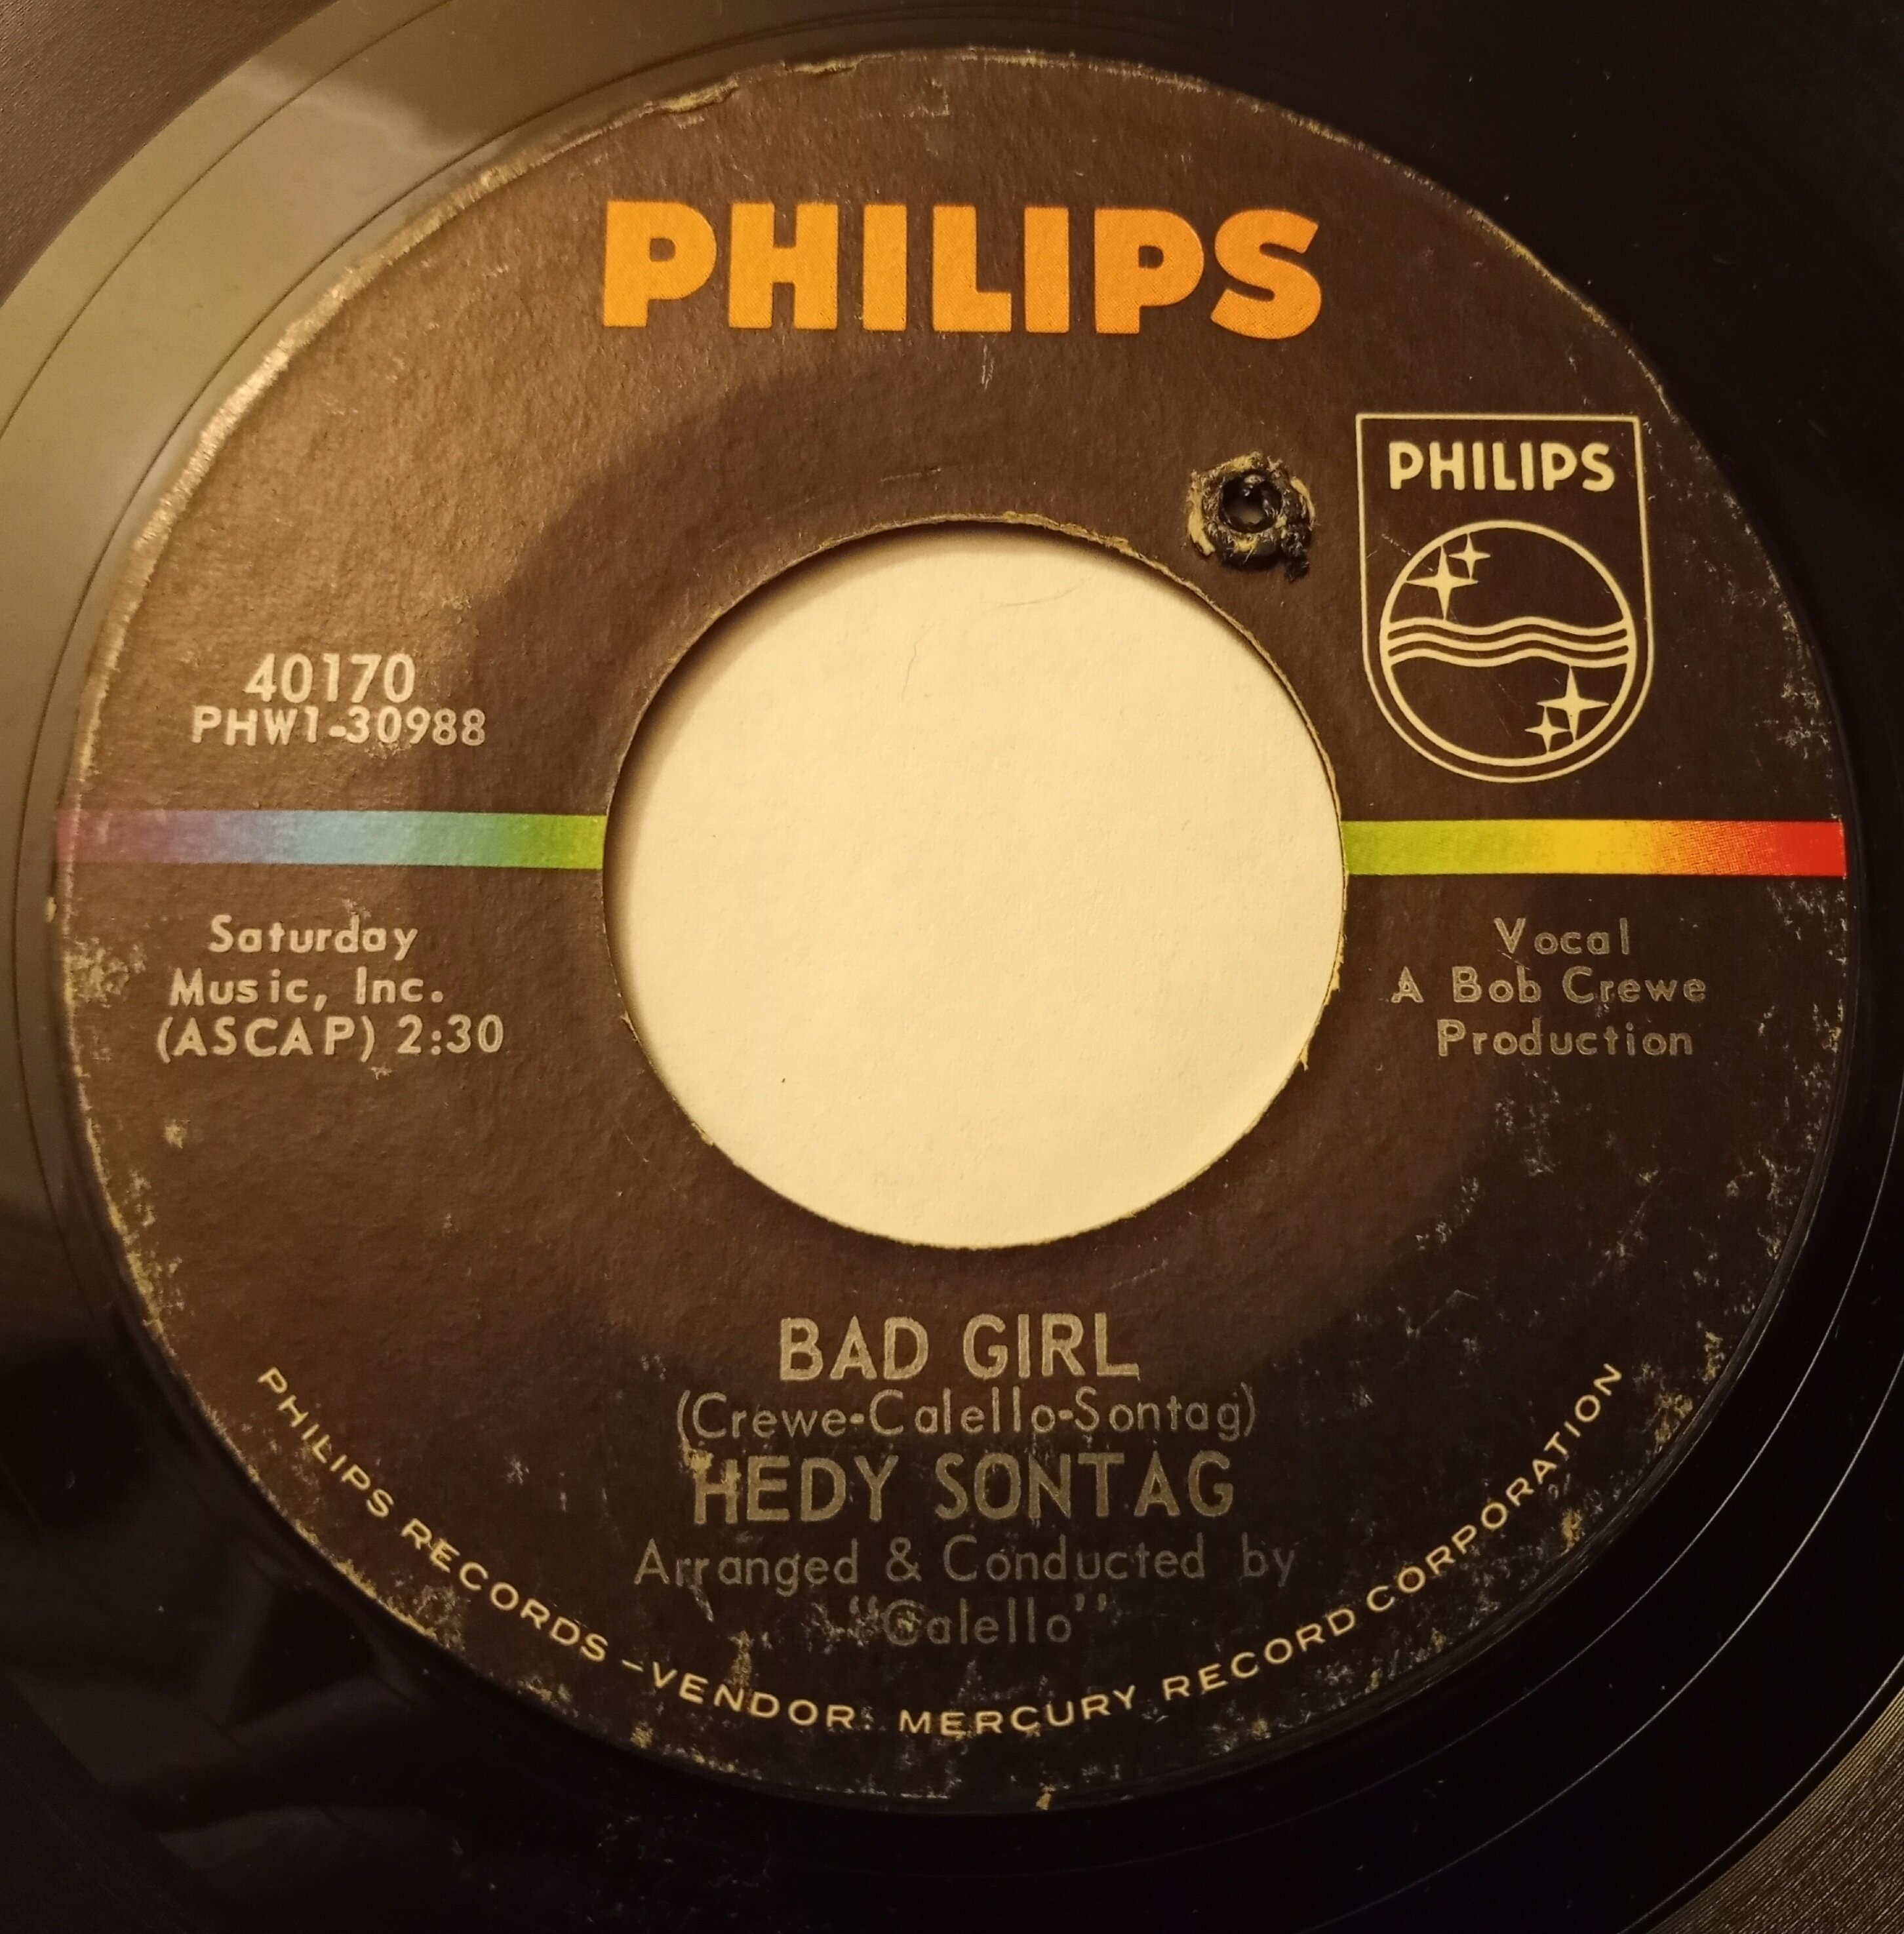 PHILIPS
PHILIPS
40170
PHW1-30988
Saturday
Music, Inc.
(ASCAP) 2:30
Vocal
A Bob Crewe
Production
BAD GIRL
(Crewe-Calello-Sontag)
HEDY SONTAG
Arranged & Conducted by
"Calello"
PHILIPS RECORDS –VENDOR: MERCURY RECORD CORPORATION